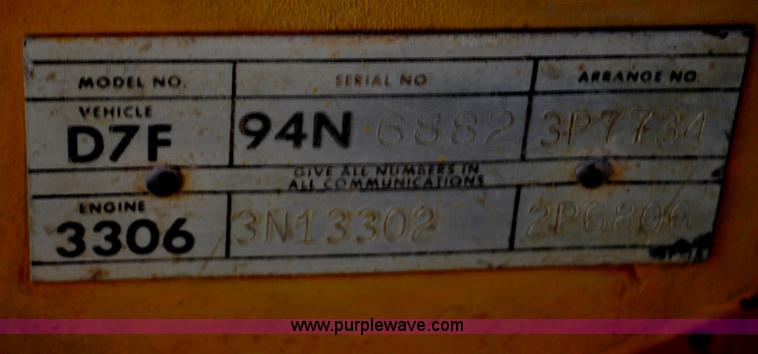 MODEL NO. SERIAL NO ARRANGE NO.
VEHICLE
D7F 94N 6882 3P7734
GIVE ALL NUMBERS IN
ALL COMMUNICATIONS
ENGINE
3306 3N13302
www.purplewave.com